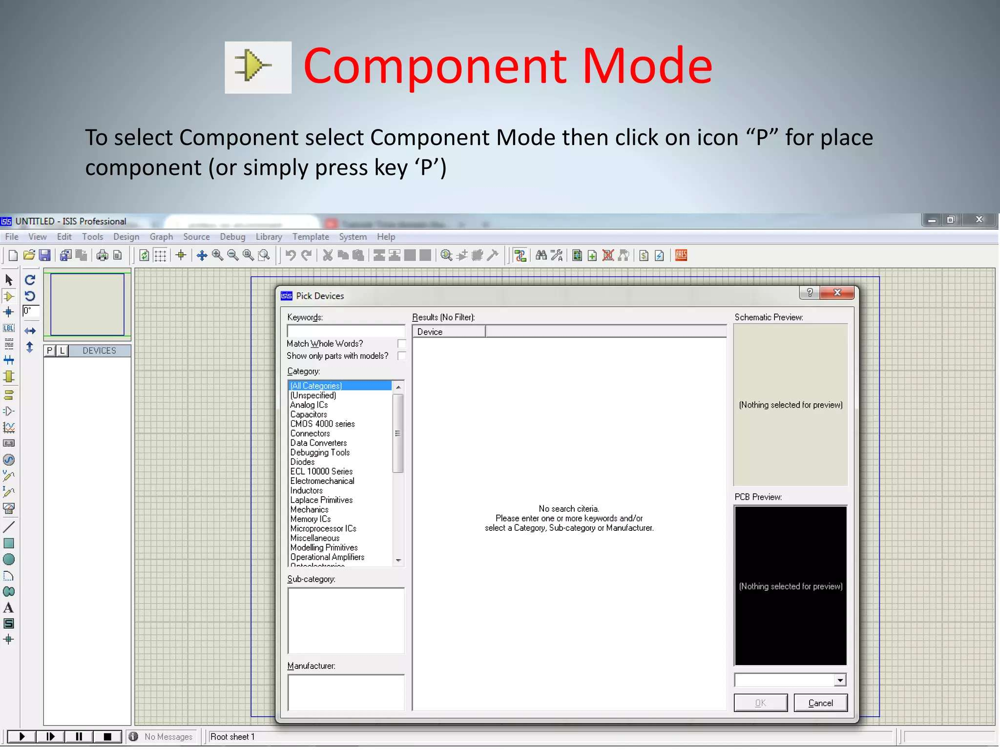 Component Mode
To select Component select Component Mode then click on icon “P” for place
component (or simply press key ‘P’)
UNTITLED - ISIS Professional
File View Edit Tools Design Graph Source Debug Library Template System Help
ARES
Pick Devices
Keywords:
Match Whole Words?
Show only parts with models?
Category:
(All Categories)
(Unspecified)
Analog ICs
Capacitors
CMOS 4000 series
Connectors
Data Converters
Debugging Tools
Diodes
ECL 10000 Series
Electromechanical
Inductors
Laplace Primitives
Mechanics
Memory ICs
Microprocessor ICs
Miscellaneous
Modelling Primitives
Operational Amplifiers
Sub-category:
Manufacturer:
Results (No Filter):
Device
No search citeria.
Please enter one or more keywords and/or
select a Category, Sub-category or Manufacturer.
Schematic Preview:
(Nothing selected for preview)
PCB Preview:
(Nothing selected for preview)
OK Cancel
0°
LBL
P L DEVICES
No Messages
Root sheet 1